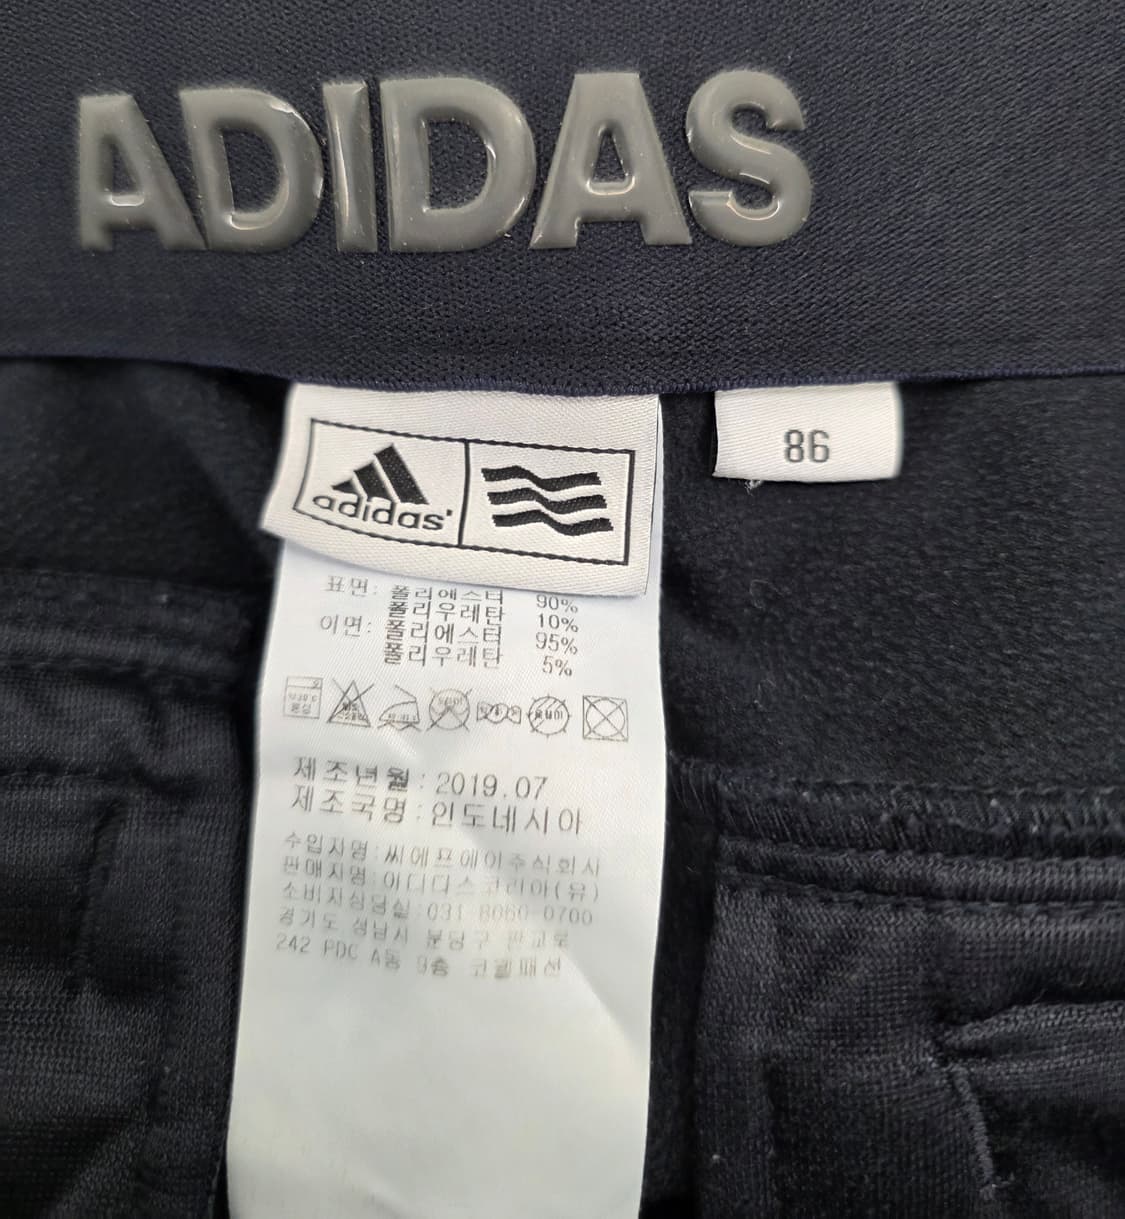 ADIDAS
86
adidas
표면: 폴리에스터 90%
폴리우레탄 10%
이면: 폴리에스터 95%
폴리우레탄 5%
제조년월: 2019.07
제조국명: 인도네시아
수입자명: 씨에프에이주식회사
판매자명: 아디다스코리아(유)
소비자상담실: 031-8060-0700
경기도 성남시 분당구 판교로
242 PDC A동 9층 코웰패션